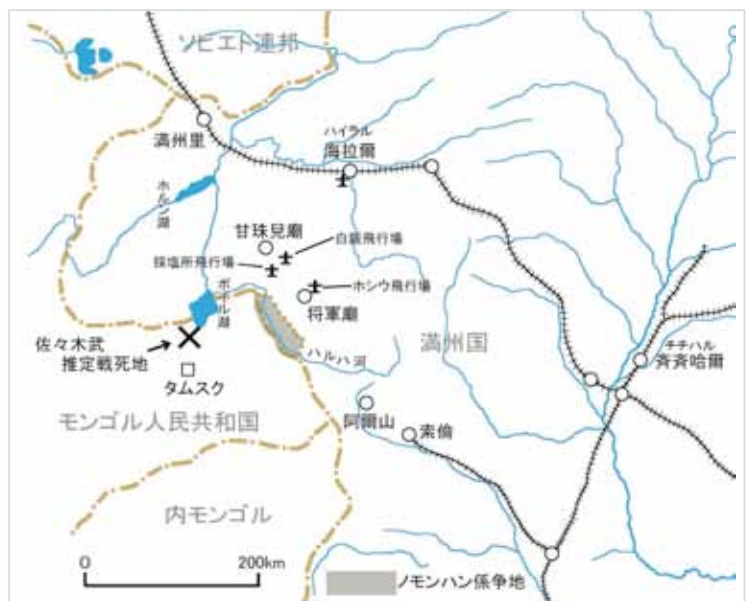 ソビエト連邦
満州里
ハイラル
海拉爾
ホルン湖
甘珠児廟
白銀飛行場
採塩所飛行場
ホシウ飛行場
将軍廟
ボイル湖
ハルハ河
満州国
チチハル
斉斉哈爾
佐々木武
推定戦死地
タムスク
モンゴル人民共和国
阿爾山
索倫
内モンゴル
0
200km
ノモンハン係争地